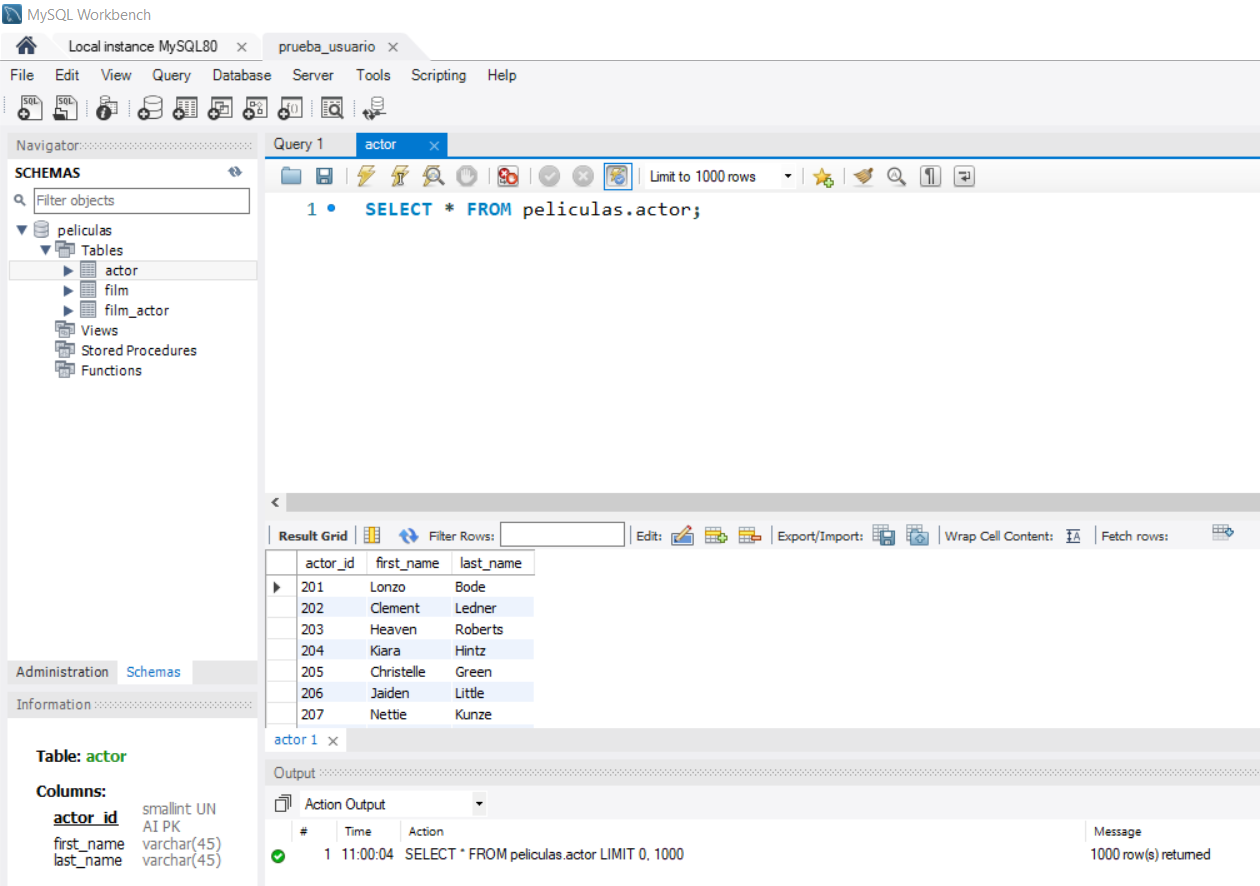 MySQL Workbench
Local instance MySQL80
prueba_usuario
File Edit View Query Database Server Tools Scripting Help
Navigator
SCHEMAS
Filter objects
peliculas
Tables
actor
film
film_actor
Views
Stored Procedures
Functions
Administration Schemas
Information
Table: actor
Columns:
actor_id smallint UN
AI PK
first_name varchar(45)
last_name varchar(45)
Query 1 actor
Limit to 1000 rows
1 SELECT * FROM peliculas.actor;
Result Grid Filter Rows: Edit: Export/Import: Wrap Cell Content: Fetch rows:
actor_id first_name last_name
201 Lonzo Bode
202 Clement Ledner
203 Heaven Roberts
204 Kiara Hintz
205 Christelle Green
206 Jaiden Little
207 Nettie Kunze
actor 1
Output
Action Output
# Time Action Message
1 11:00:04 SELECT * FROM peliculas.actor LIMIT 0, 1000 1000 row(s) returned